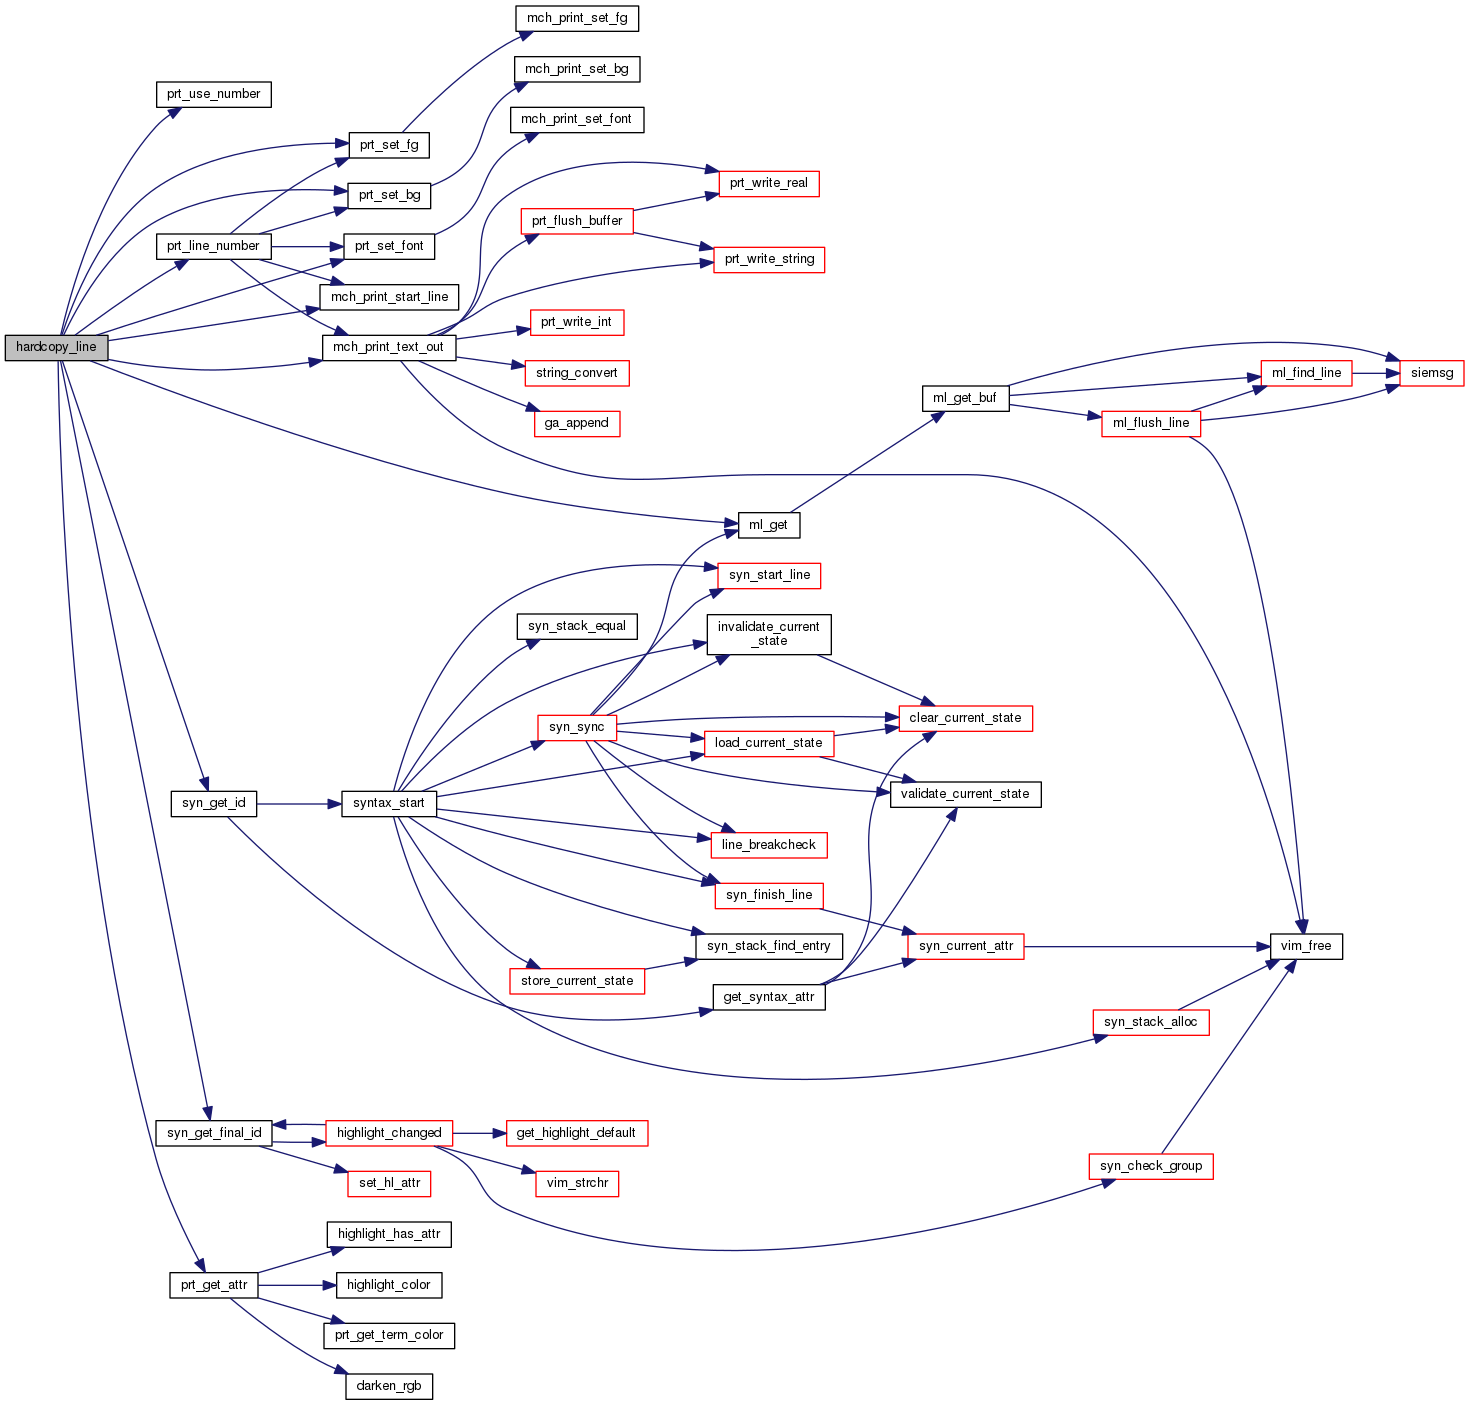 mch_print_set_fg
mch_print_set_bg
prt_use_number
mch_print_set_font
prt_set_fg
prt_write_real
prt_set_bg
prt_flush_buffer
prt_line_number
prt_set_font
prt_write_string
mch_print_start_line
prt_write_int
hardcopy_line
mch_print_text_out
string_convert
ml_find_line
siemsg
ml_get_buf
ga_append
ml_flush_line
ml_get
syn_start_line
syn_stack_equal
invalidate_current
_state
clear_current_state
syn_sync
load_current_state
validate_current_state
syn_get_id
syntax_start
line_breakcheck
syn_finish_line
syn_stack_find_entry
syn_current_attr
vim_free
store_current_state
get_syntax_attr
syn_stack_alloc
syn_get_final_id
highlight_changed
get_highlight_default
syn_check_group
set_hl_attr
vim_strchr
highlight_has_attr
prt_get_attr
highlight_color
prt_get_term_color
darken_rgb